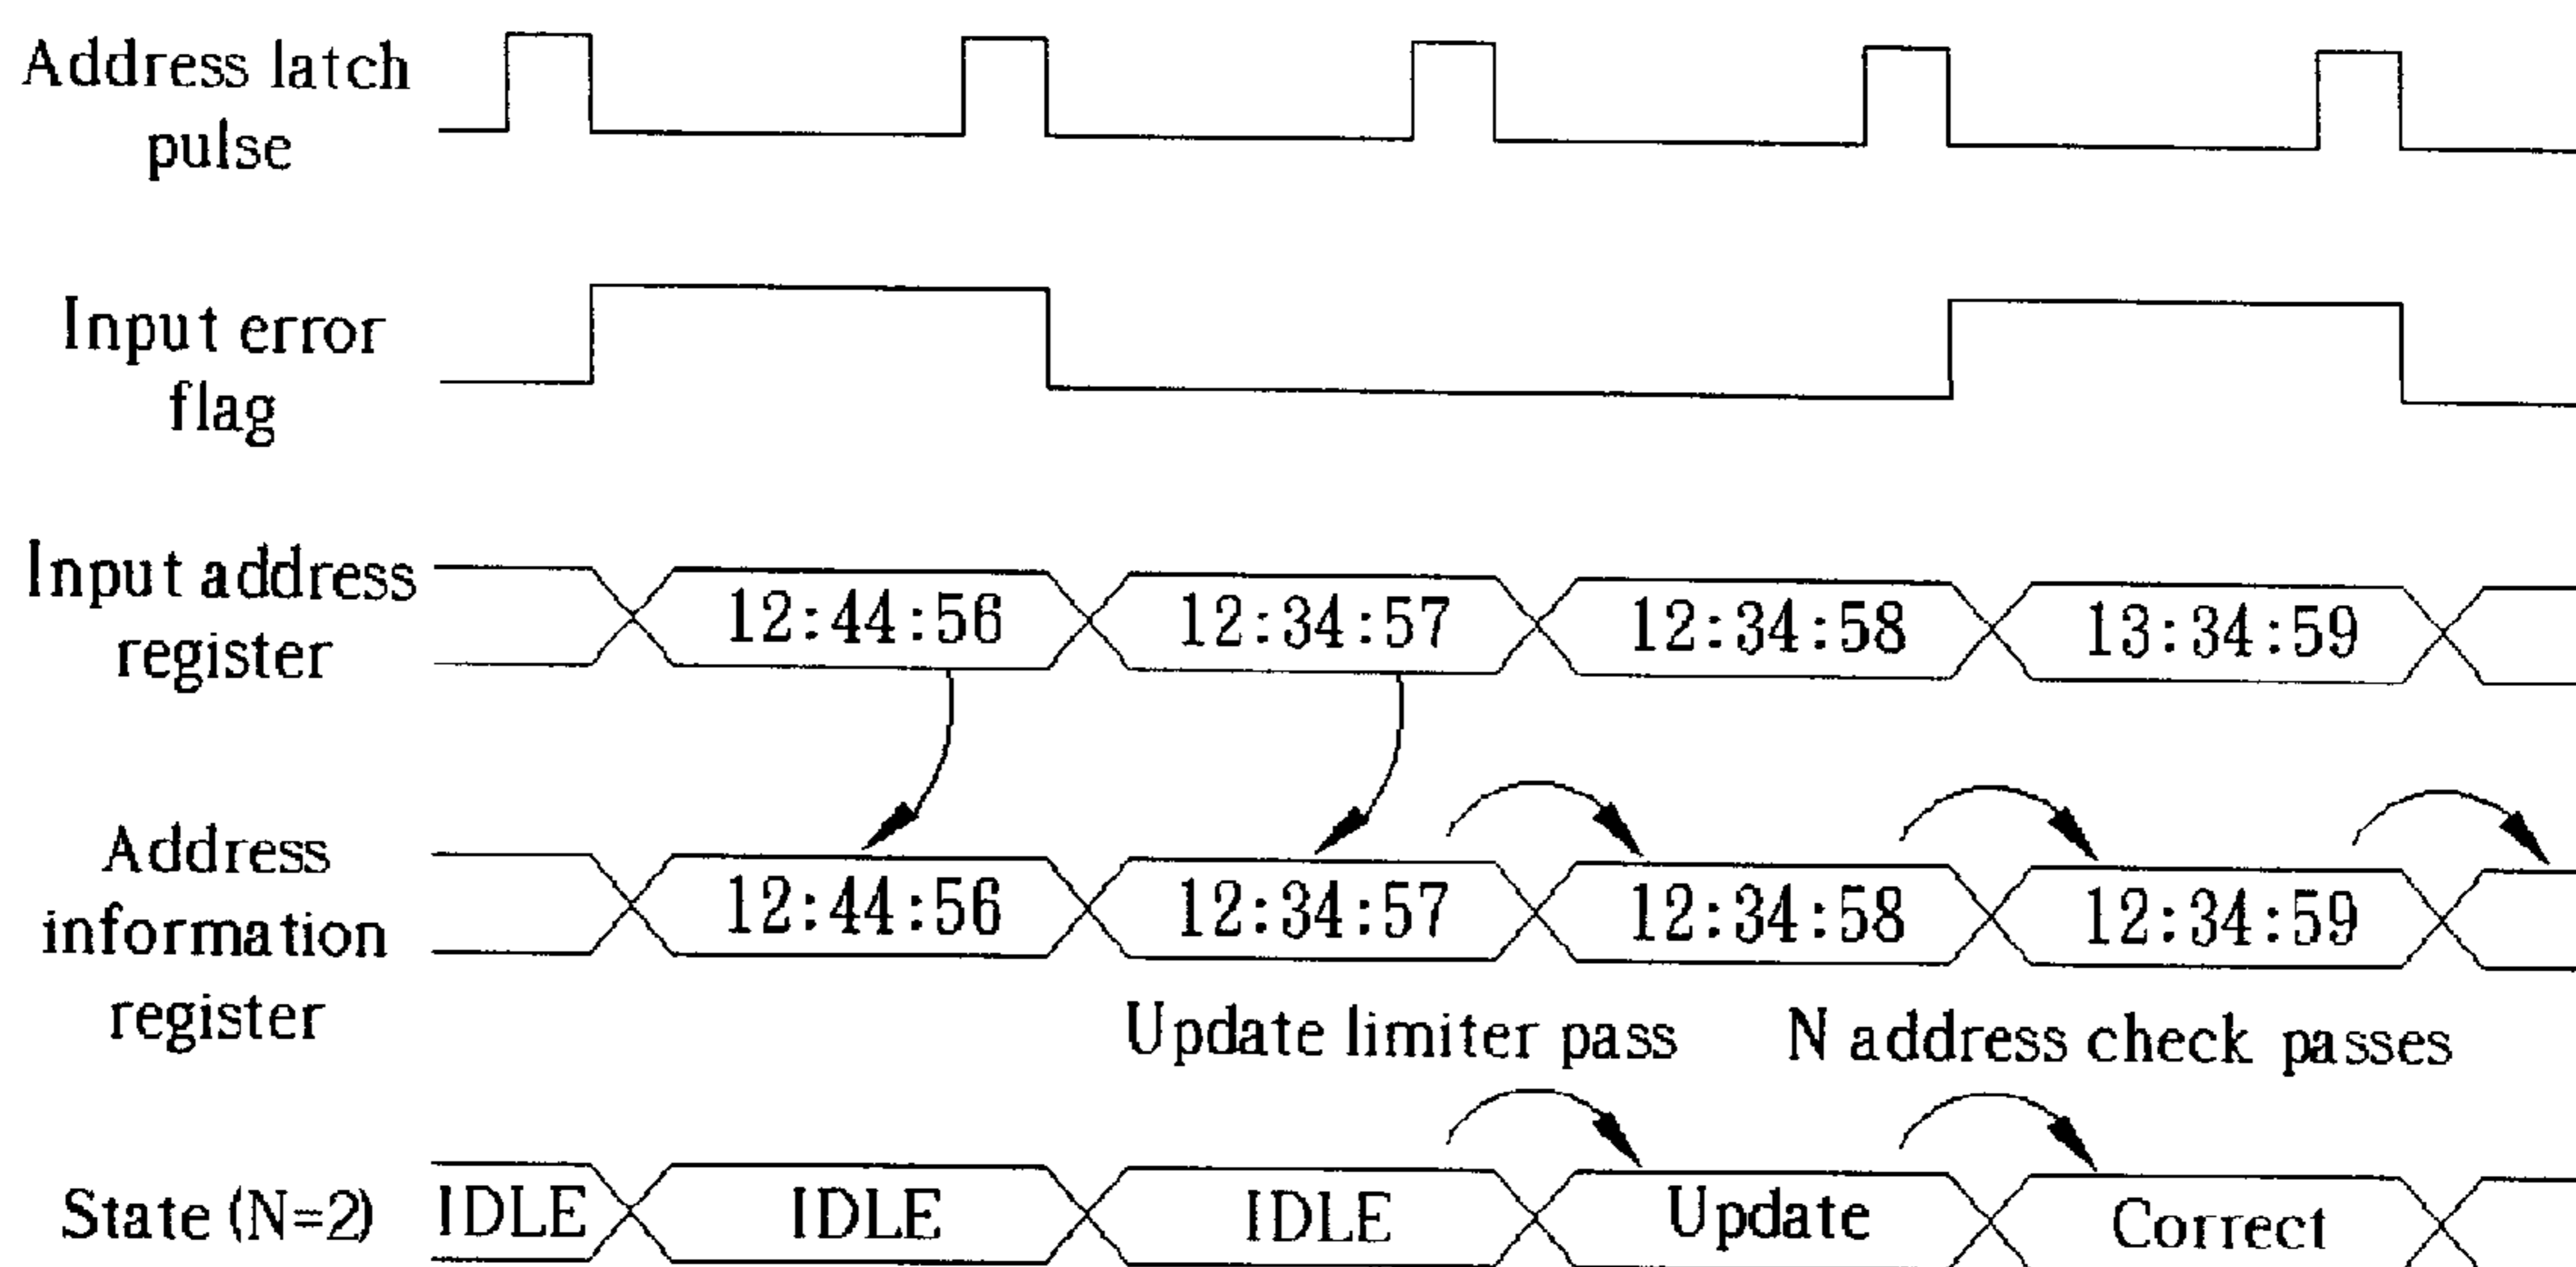 Address latch
pulse
Input error
flag
Input address
register
12:44:56 12:34:57 12:34:58 13:34:59
Address
information
register
12:44:56 12:34:57 12:34:58 12:34:59
Update limiter pass N address check passes
State (N=2) IDLE IDLE IDLE Update Correct